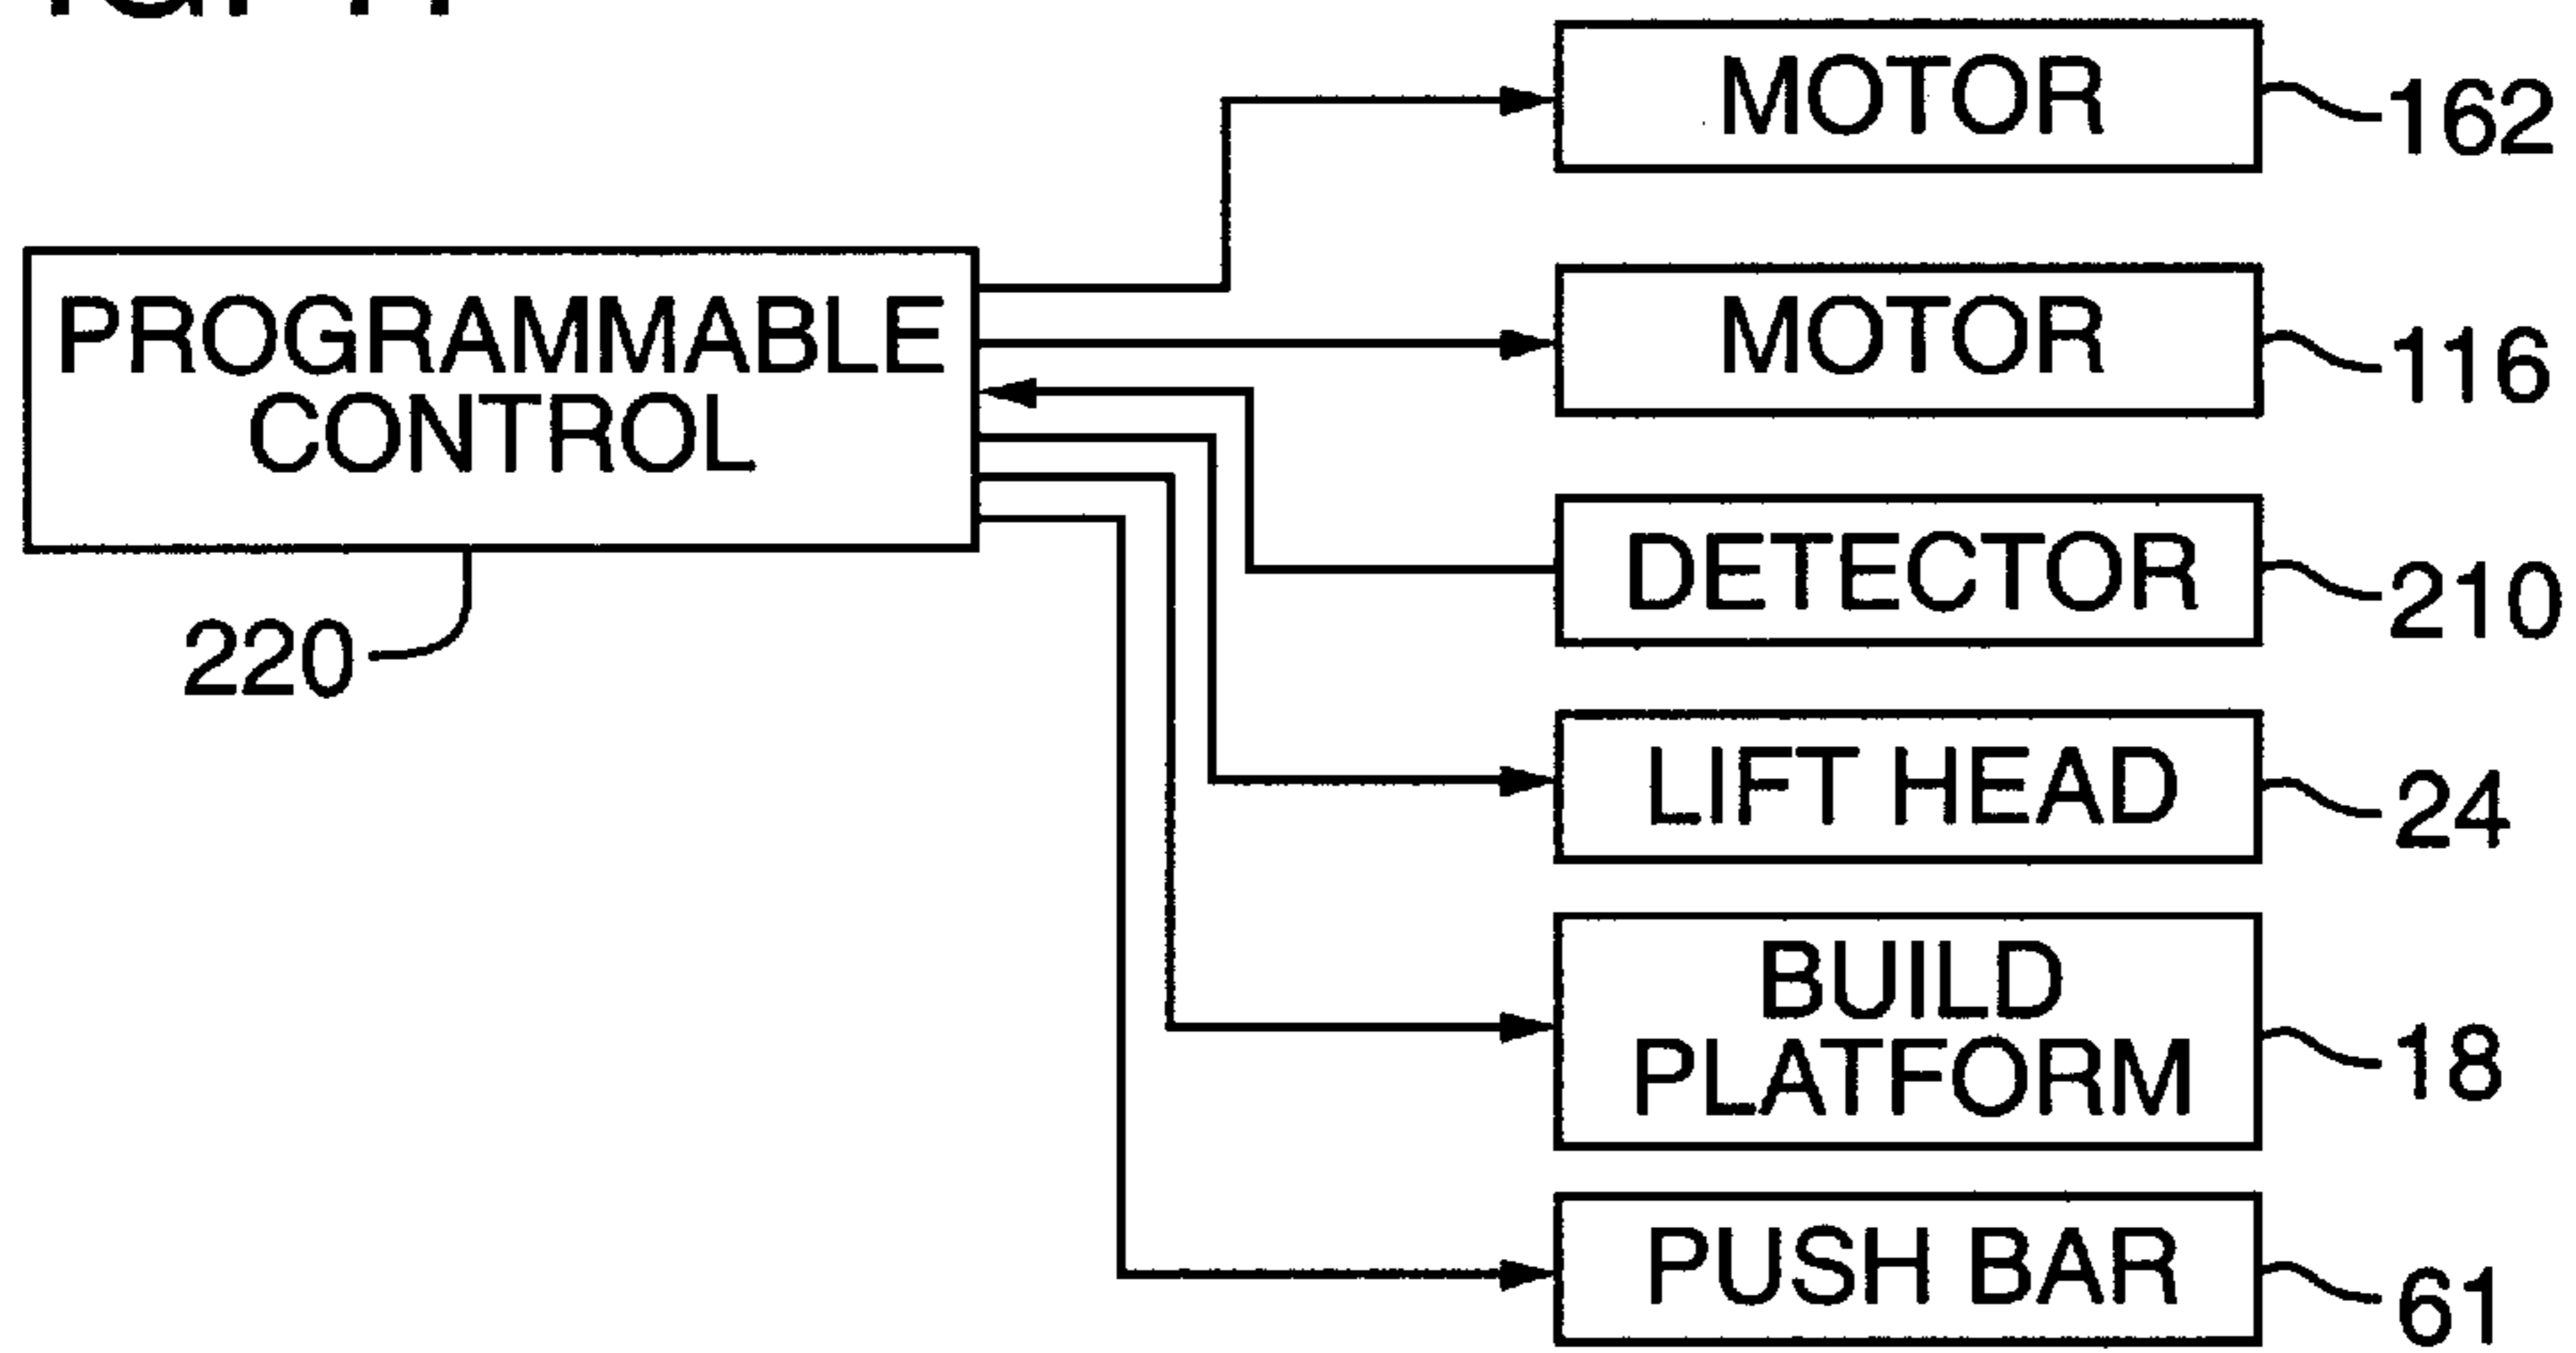 MOTOR
162
PROGRAMMABLE
CONTROL
220
MOTOR
116
DETECTOR
210
LIFT HEAD
24
BUILD
PLATFORM
18
PUSH BAR
61